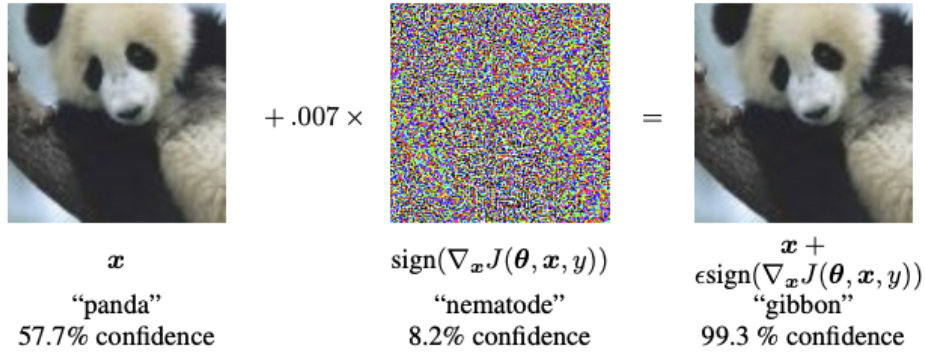 + .007 ×
=
x
sign(∇ₓJ(θ, x, y))
x +
ϵsign(∇ₓJ(θ, x, y))
“panda”
“nematode”
“gibbon”
57.7% confidence
8.2% confidence
99.3 % confidence